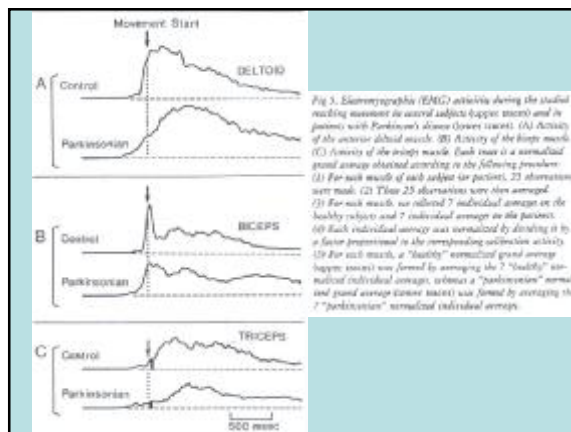 Movement Start
DELTOID
A
Control
Parkinsonian
BICEPS
B
Control
Parkinsonian
TRICEPS
C
Control
Parkinsonian
500 msec
Fig 5. Electromyographic (EMG) activities during the studied
reaching movement in normal subjects (upper traces) and in
patients with Parkinson's disease (lower traces). (A) Activity
of the anterior deltoid muscle. (B) Activity of the biceps muscle.
(C) Activity of the triceps muscle. Each trace is a normalized
grand average obtained according to the following procedure:
(1) For each muscle of each subject (or patient), 25 observations
were made. (2) These 25 observations were then averaged.
(3) For each muscle, we collected 7 individual averages on the
healthy subjects and 7 individual averages on the patients.
(4) Each individual average was normalized by dividing it by
a factor proportional to the corresponding calibration activity.
(5) For each muscle, a "healthy" normalized grand average
(upper traces) was formed by averaging the 7 "healthy" nor-
malized individual averages, whereas a "parkinsonian" normal-
ized grand average (lower traces) was formed by averaging the
7 "parkinsonian" normalized individual averages.